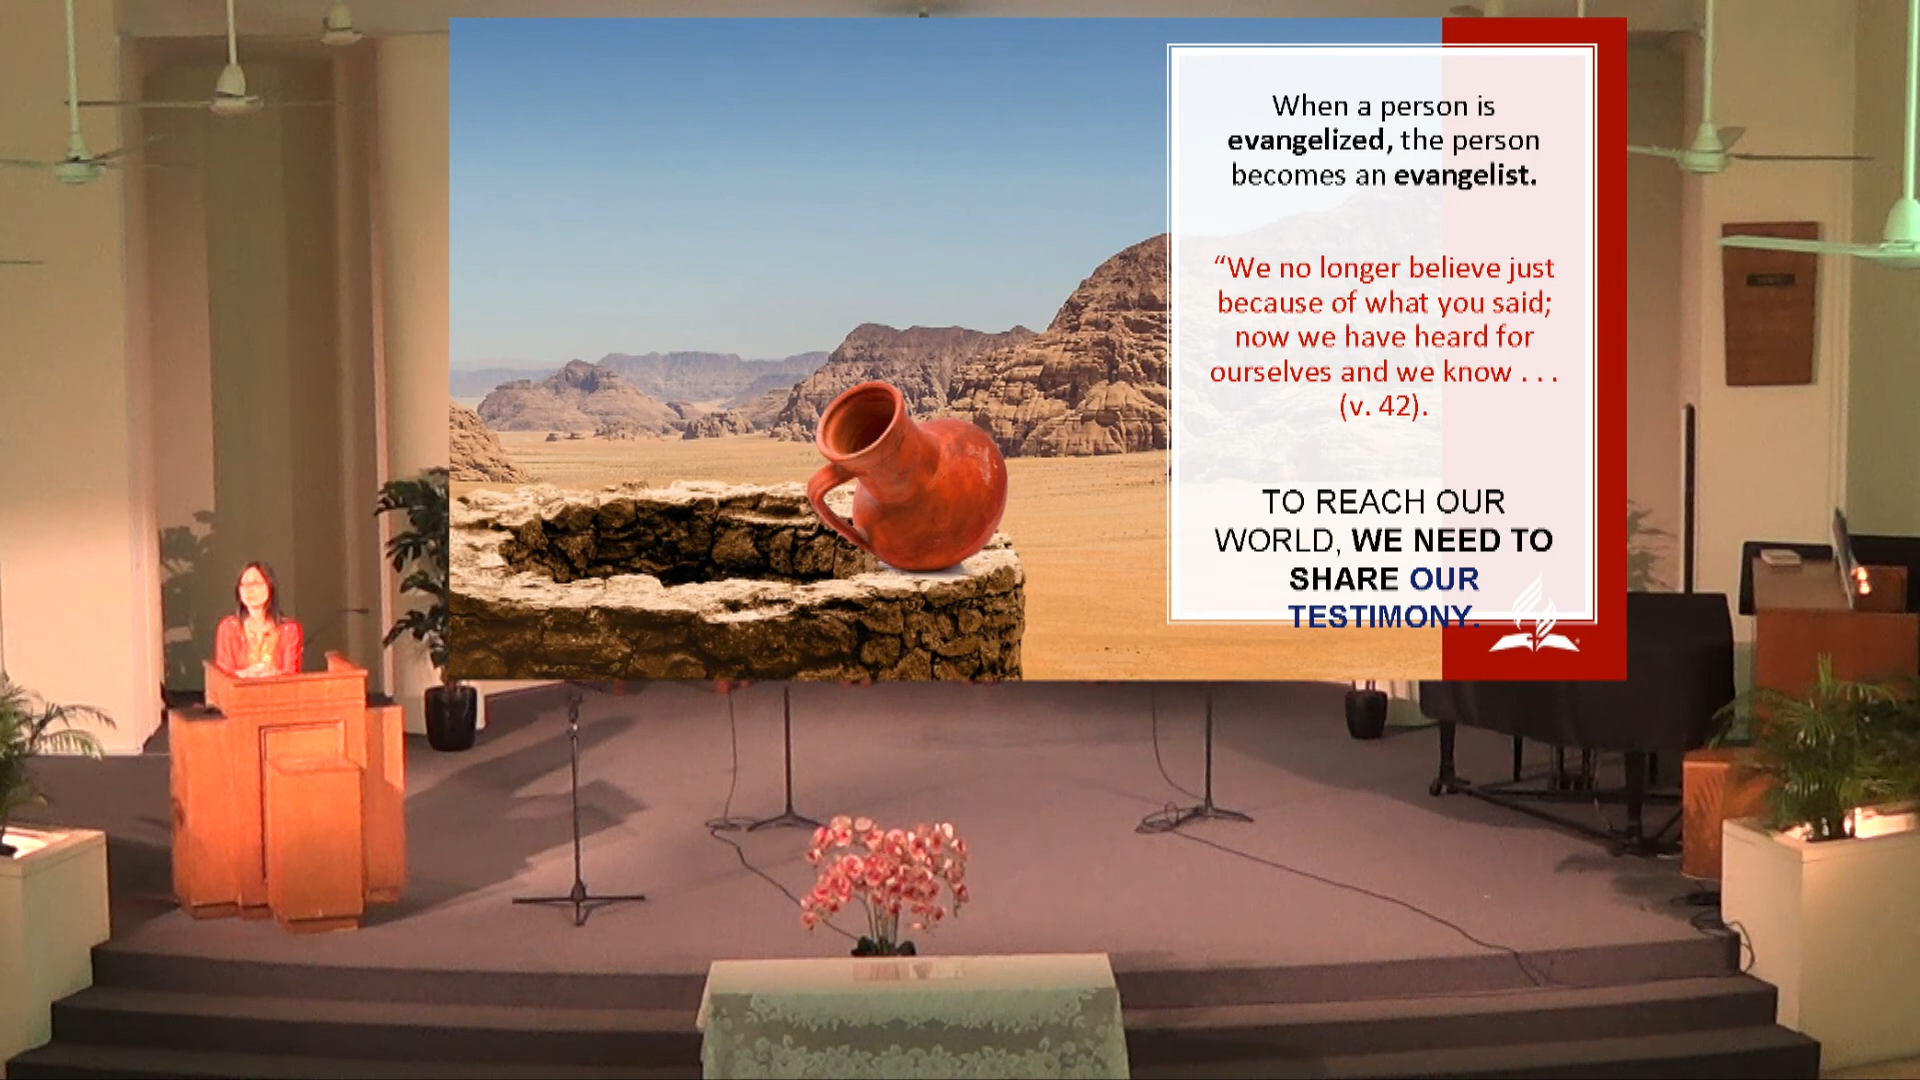 When a person is
evangelized, the person
becomes an evangelist.
“We no longer believe just
because of what you said;
now we have heard for
ourselves and we know . . .
(v. 42).
TO REACH OUR
WORLD, WE NEED TO
SHARE OUR
TESTIMONY.